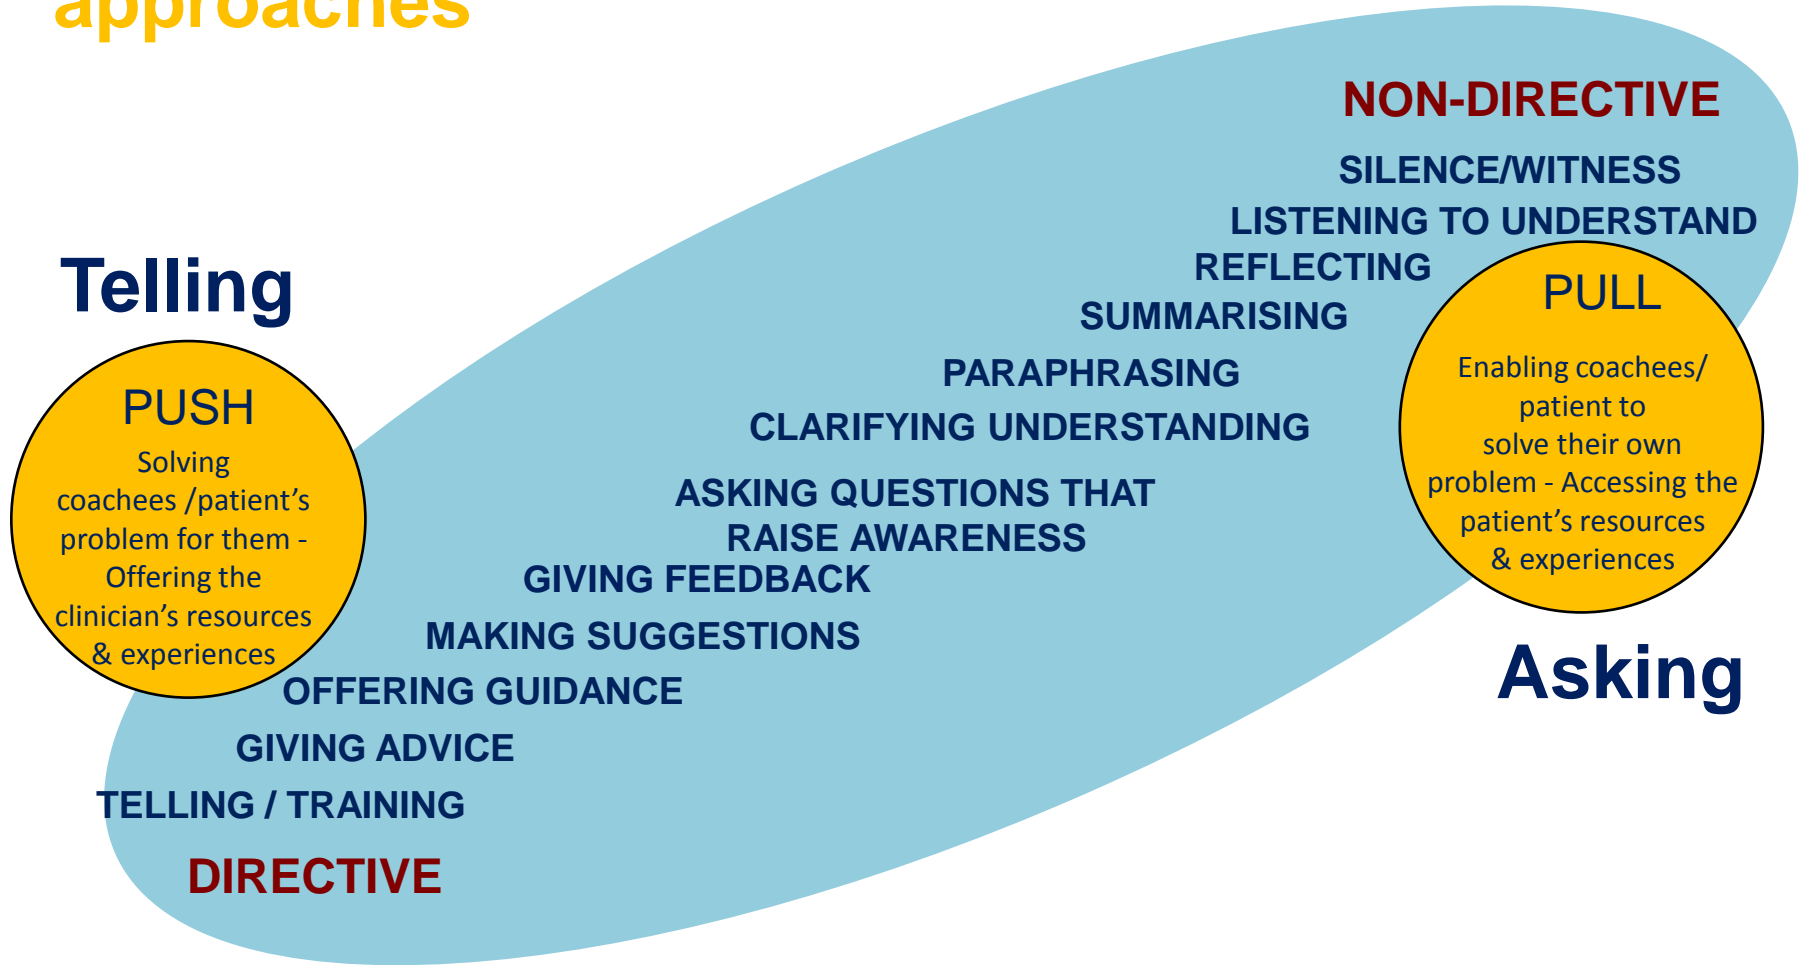 approaches
NON-DIRECTIVE
SILENCE/WITNESS
LISTENING TO UNDERSTAND
REFLECTING
SUMMARISING
PARAPHRASING
CLARIFYING UNDERSTANDING
ASKING QUESTIONS THAT
RAISE AWARENESS
GIVING FEEDBACK
MAKING SUGGESTIONS
OFFERING GUIDANCE
GIVING ADVICE
TELLING / TRAINING
DIRECTIVE
Telling
PUSH
Solving
coachees /patient's
problem for them -
Offering the
clinician's resources
& experiences
PULL
Enabling coachees/
patient to
solve their own
problem - Accessing the
patient's resources
& experiences
Asking